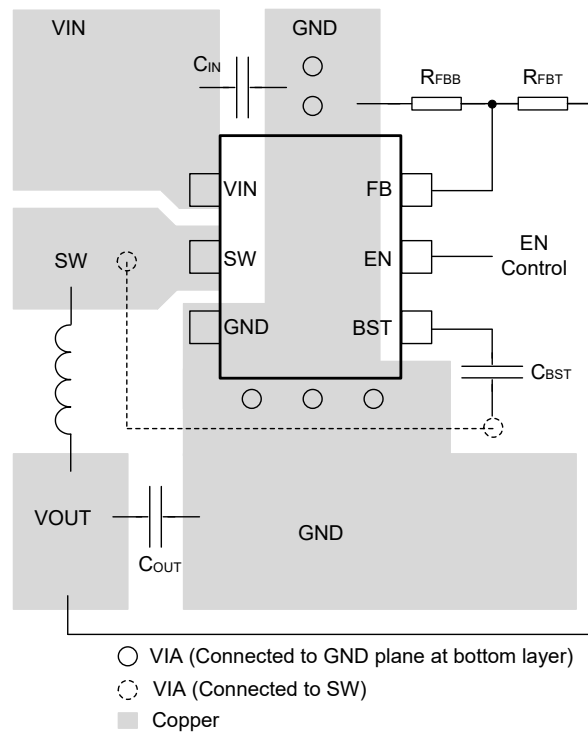 VIN
GND
CIN
RFBB
RFBT
VIN
FB
SW
SW
EN
EN
Control
GND
BST
CBST
VOUT
COUT
GND
VIA (Connected to GND plane at bottom layer)
VIA (Connected to SW)
Copper